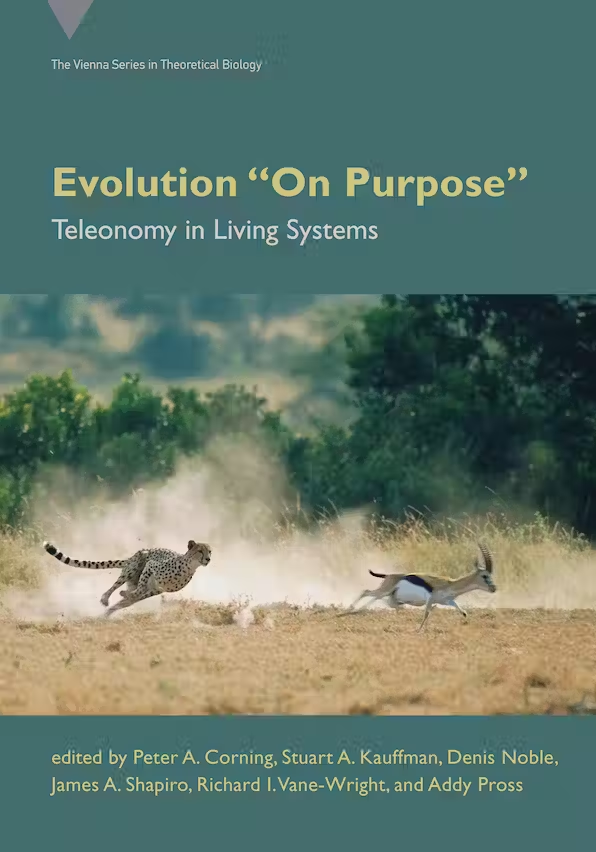 The Vienna Series in Theoretical Biology
Evolution “On Purpose”
Teleonomy in Living Systems
edited by Peter A. Corning, Stuart A. Kauffman, Denis Noble,
James A. Shapiro, Richard I. Vane-Wright, and Addy Pross